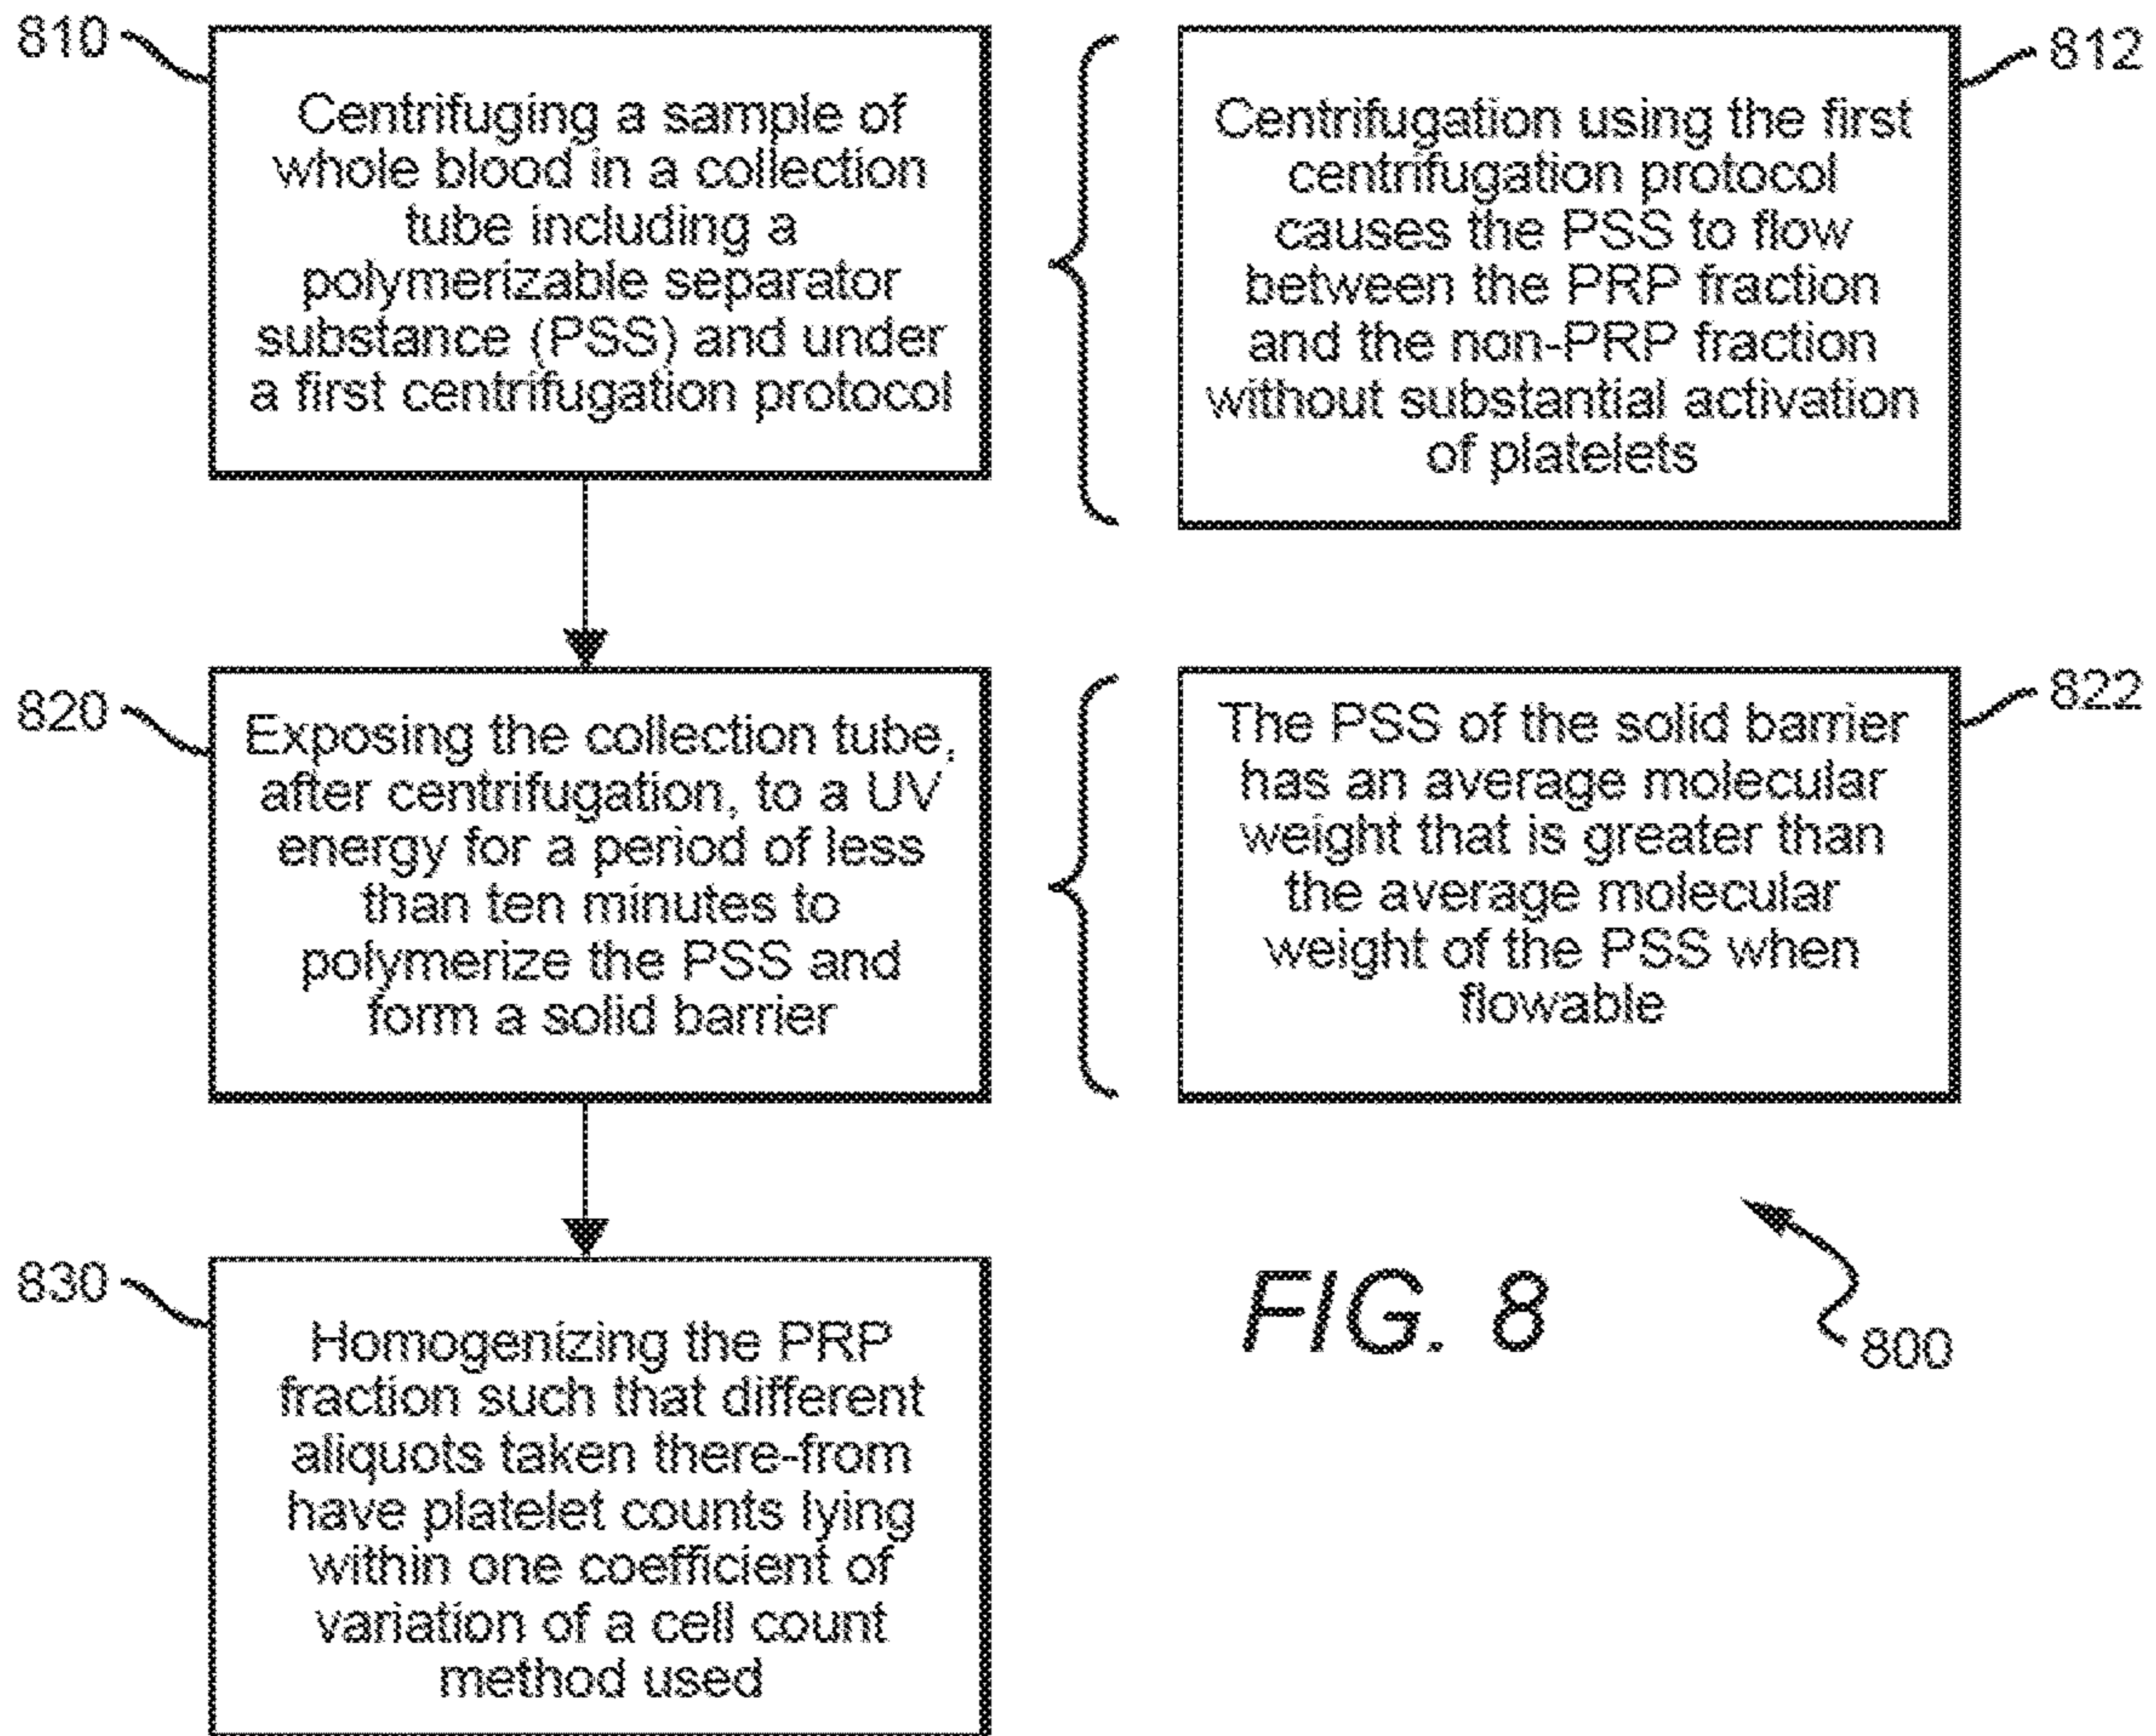 810
Centrifuging a sample of
whole blood in a collection
tube including a
polymerizable separator
substance (PSS) and under
a first centrifugation protocol
812
Centrifugation using the first
centrifugation protocol
causes the PSS to flow
between the PRP fraction
and the non-PRP fraction
without substantial activation
of platelets
820
Exposing the collection tube,
after centrifugation, to a UV
energy for a period of less
than ten minutes to
polymerize the PSS and
form a solid barrier
822
The PSS of the solid barrier
has an average molecular
weight that is greater than
the average molecular
weight of the PSS when
flowable
830
Homogenizing the PRP
fraction such that different
aliquots taken there-from
have platelet counts lying
within one coefficient of
variation of a cell count
method used
FIG. 8
800